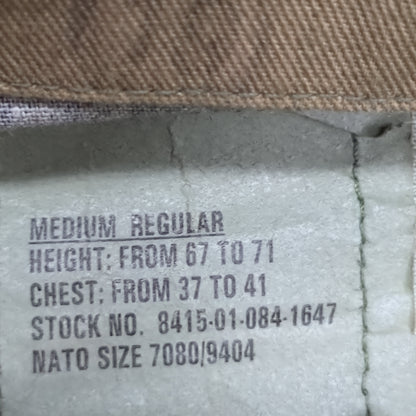 MEDIUM REGULAR
HEIGHT: FROM 67 TO 71
CHEST: FROM 37 TO 41
STOCK NO. 8415-01-084-1647
NATO SIZE 7080/9404